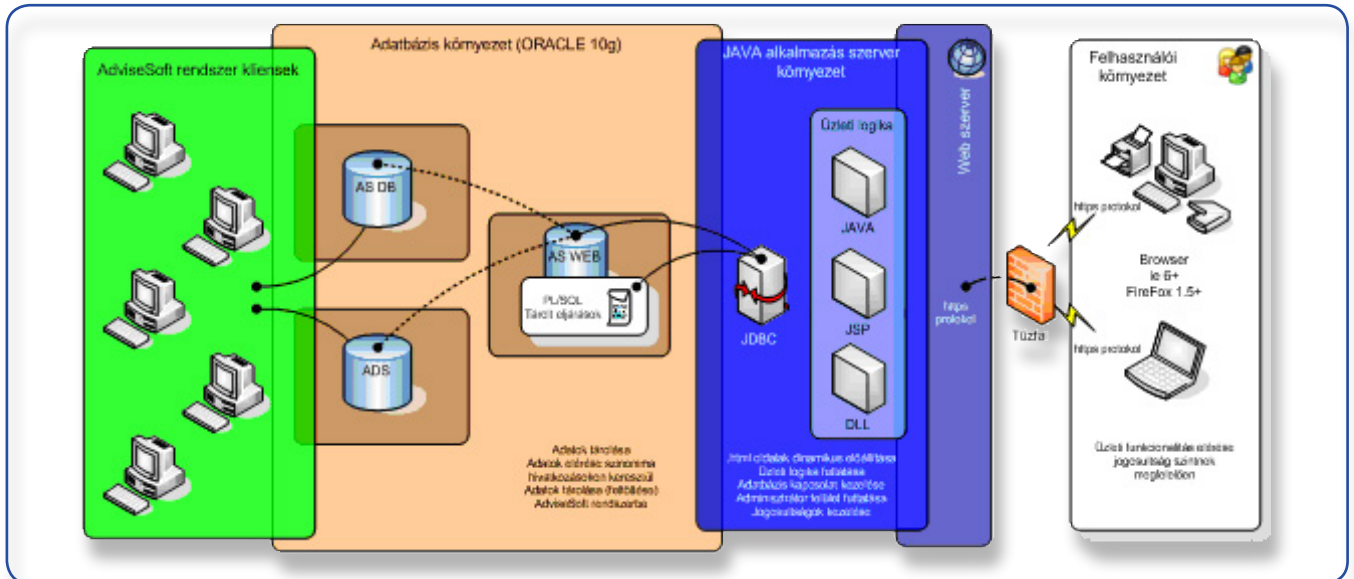 AdviseSoft rendszer kliensek
Adatbázis környezet (ORACLE 10g)
AS DB
ADS
AS WEB
PL/SQL
Tárolt eljárások
Adatok tárolása
Adatok elérése szinonima
hivatkozásokon keresztül
Adatok tárolása (feltöltése)
AdviseSoft rendszerbe
JAVA alkalmazás szerver
környezet
JDBC
Üzleti logika
JAVA
JSP
DLL
.html oldalak dinamikus előállítása
Üzleti logika futtatása
Adatbázis kapcsolat kezelése
Adminisztrátor felület futtatása
Jogosultságok kezelése
Web szerver
https
protokol
Tűzfa
Felhasználói
környezet
https protokol
Browser
ie 6+
FireFox 1.5+
https protokol
Üzleti funkcionalitás elérése
jogosultság szintnek
megfelelően